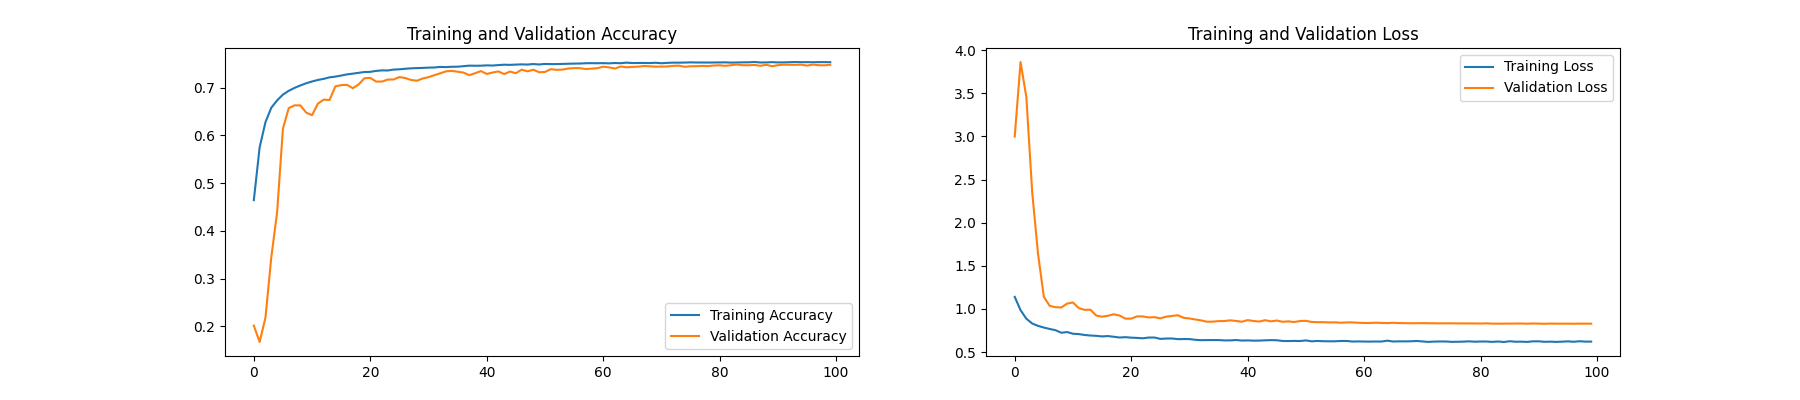 Training and Validation Accuracy
0.7
0.6
0.5
0.4
0.3
0.2
0 20 40 60 80 100
Training Accuracy
Validation Accuracy
Training and Validation Loss
4.0
3.5
3.0
2.5
2.0
1.5
1.0
0.5
0 20 40 60 80 100
Training Loss
Validation Loss